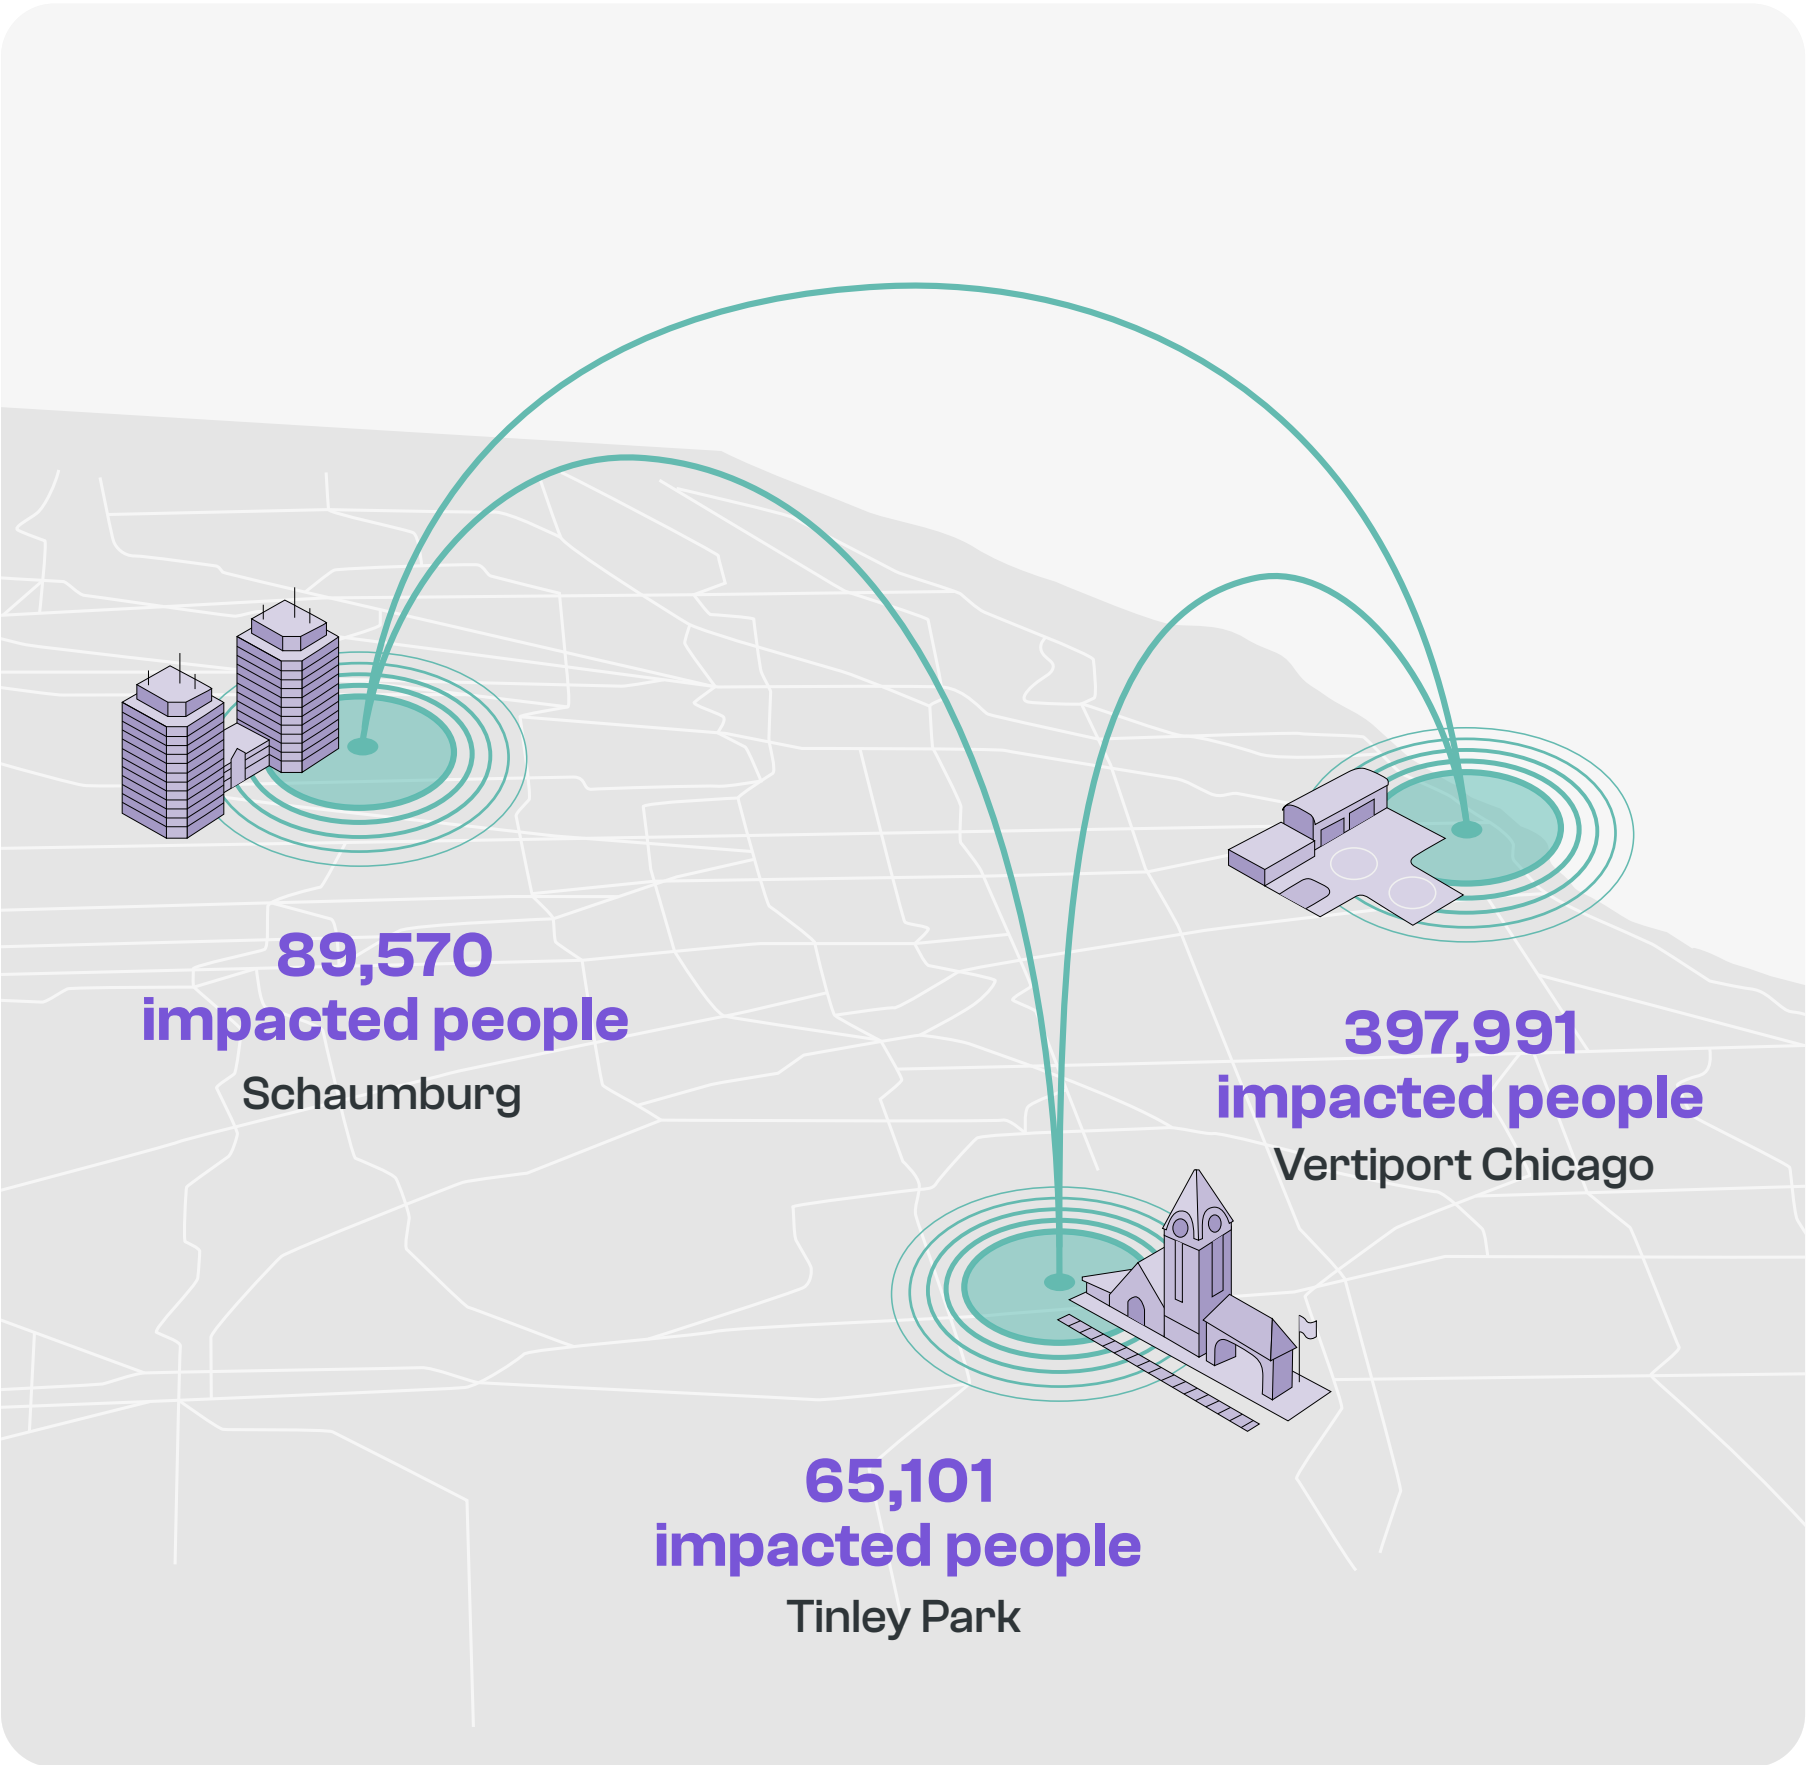 89,570
impacted people
Schaumburg
397,991
impacted people
Vertiport Chicago
65,101
impacted people
Tinley Park